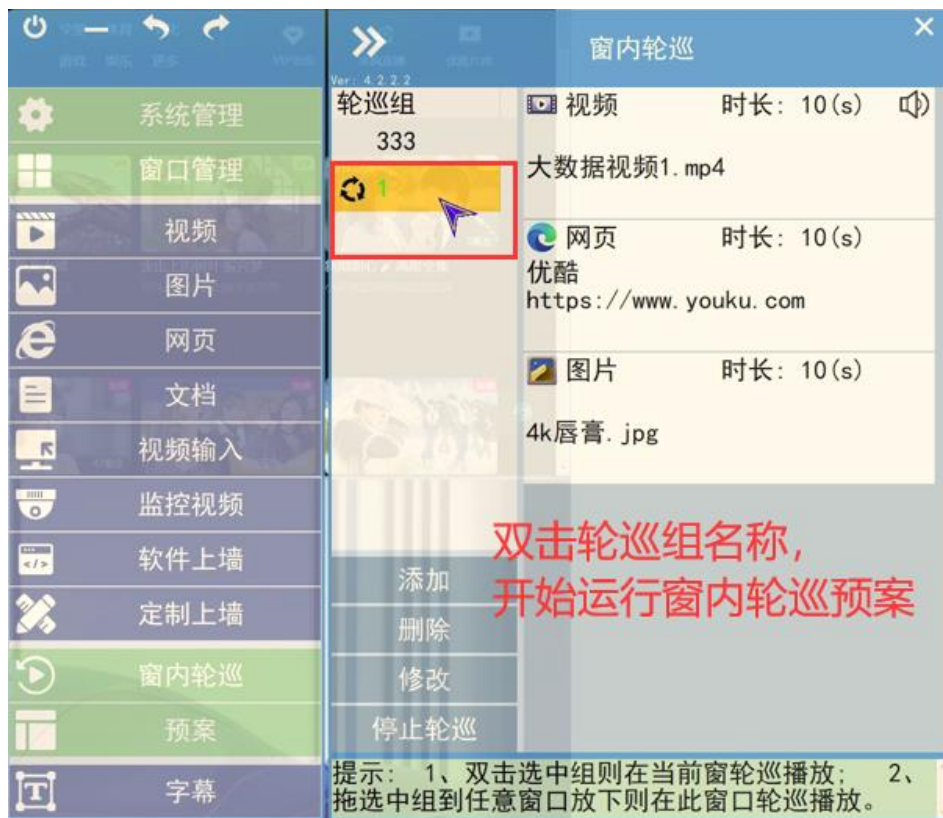 窗内轮巡
Ver: 4.2.2.2
系统管理
窗口管理
视频
图片
网页
文档
视频输入
监控视频
软件上墙
定制上墙
窗内轮巡
预案
字幕
轮巡组
333
1
添加
删除
修改
停止轮巡
视频 时长: 10(s)
大数据视频1.mp4
网页 时长: 10(s)
优酷
https://www.youku.com
图片 时长: 10(s)
4k唇膏.jpg
双击轮巡组名称,
开始运行窗内轮巡预案
提示: 1、双击选中组则在当前窗轮巡播放; 2、
拖选中组到任意窗口放下则在此窗口轮巡播放。